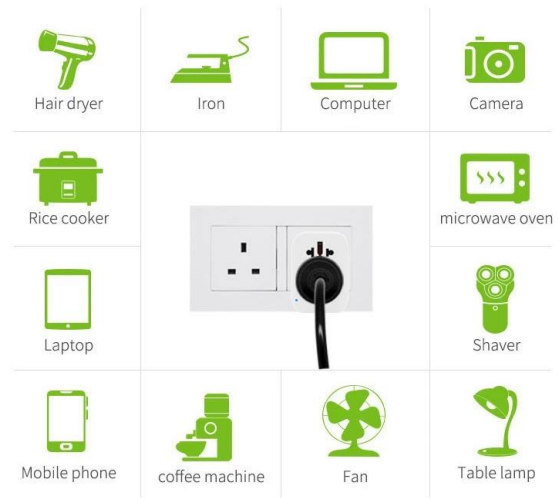 Hair dryer
Iron
Computer
Camera
Rice cooker
microwave oven
Laptop
Shaver
Mobile phone
coffee machine
Fan
Table lamp